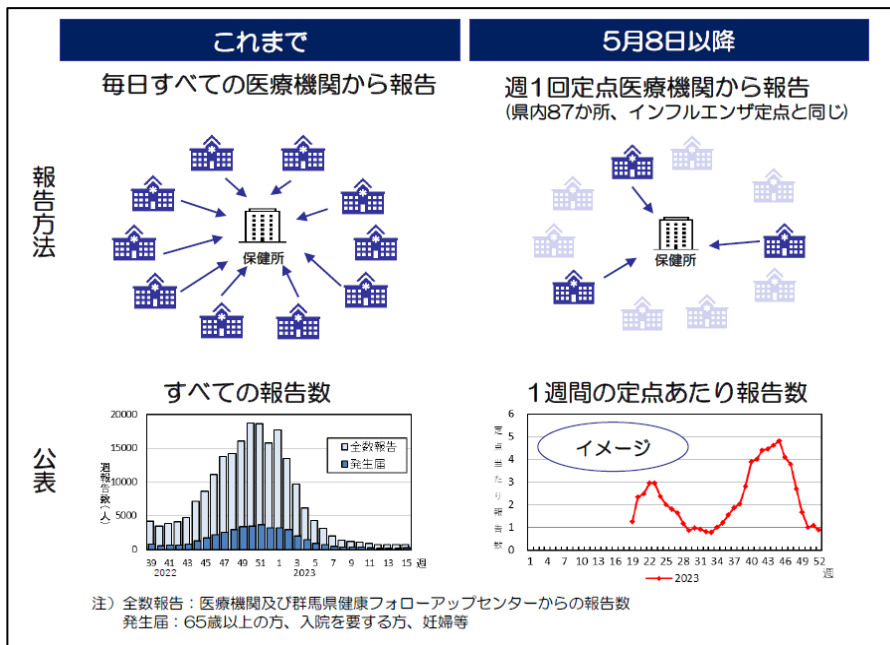 これまで
5月8日以降
毎日すべての医療機関から報告
週1回定点医療機関から報告
(県内87か所、インフルエンザ定点と同じ)
報告方法
保健所
保健所
公表
すべての報告数
1週間の定点あたり報告数
週報告数(人)
20000
15000
10000
5000
0
全数報告
発生届
39 41 43 45 47 49 51 1 3 5 7 9 11 13 15 週
2022 2023
定点当たり報告数
6
5
4
3
2
1
0
イメージ
1 4 7 10 13 16 19 22 25 28 31 34 37 40 43 46 49 52
週
2023
注）全数報告：医療機関及び群馬県健康フォローアップセンターからの報告数
発生届：65歳以上の方、入院を要する方、妊婦等